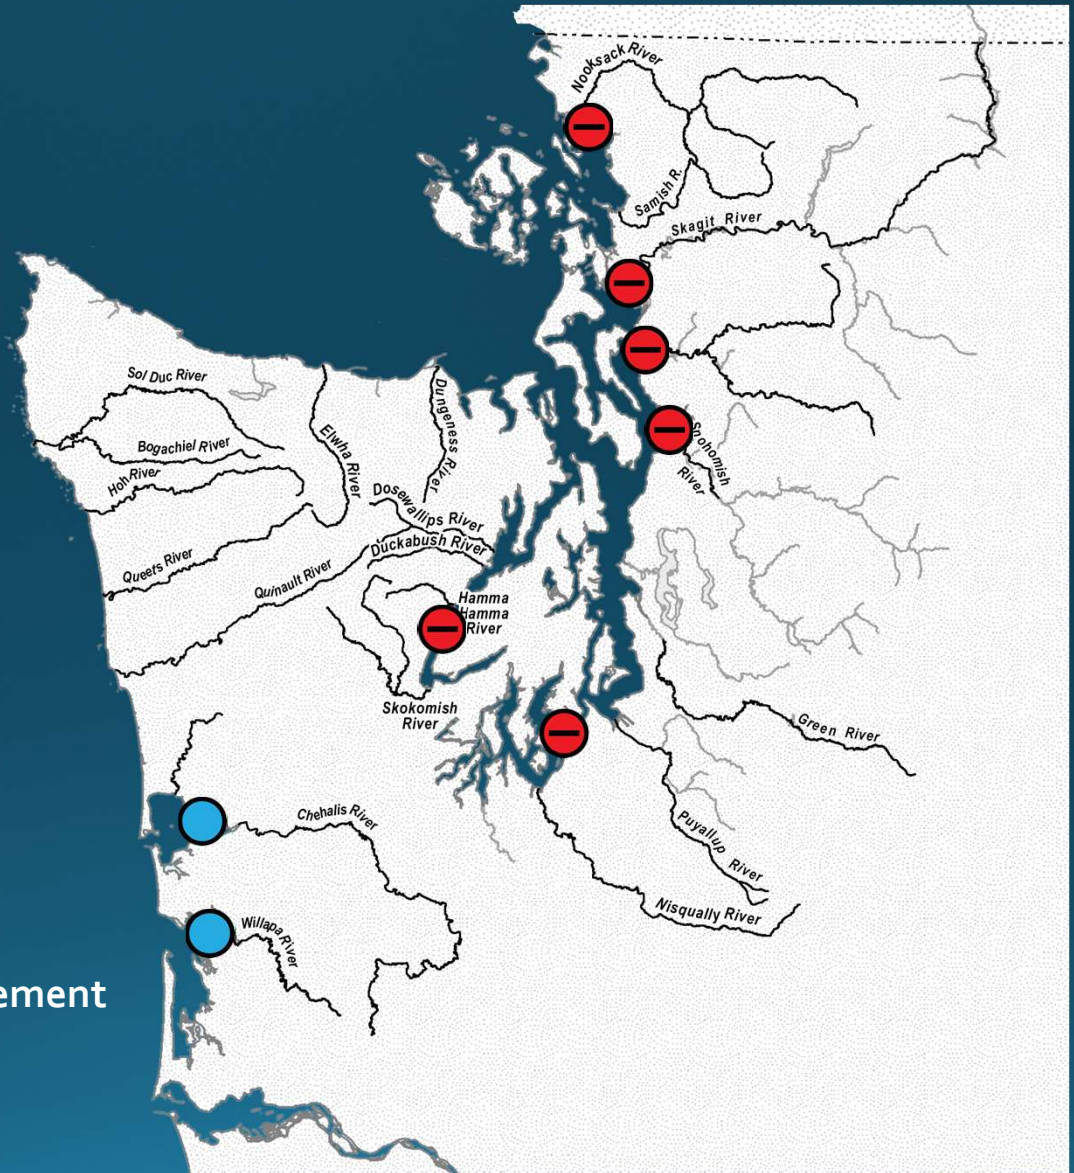 Nooksack River
Samish R.
Skagit River
Snohomish
River
Sol Duc River
Bogachiel River
Hoh River
Elwha River
Dungeness River
Dosewallips River
Duckabush River
Queets River
Quinault River
Hamma
Hamma
River
Skokomish
River
Green River
Chehalis River
Puyallup
River
Nisqually River
Willapa River
ement